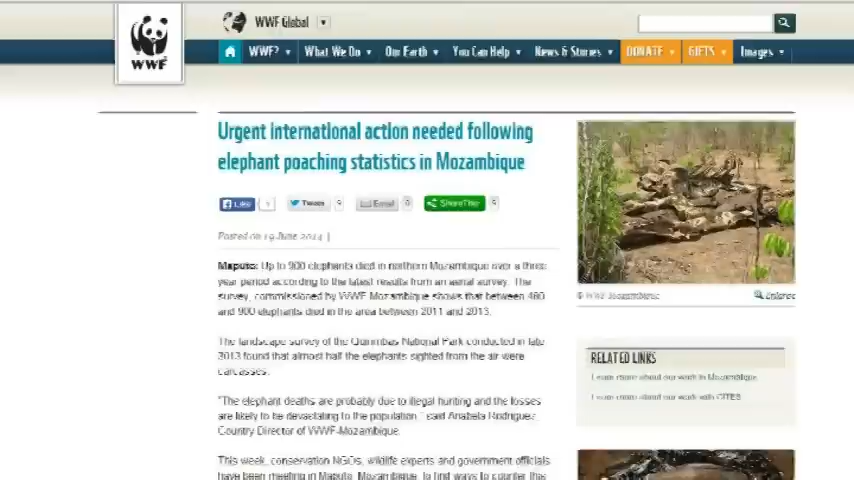 WWF Global
WWF
WWF? What We Do Our Earth You Can Help News & Stories DONATE GIFTS Images
Urgent international action needed following
elephant poaching statistics in Mozambique
Like
Tweet 0 Email 0 ShareThis 0
Posted on 19 June 2014 |
Maputo: Up to 900 elephants died in northern Mozambique over a three
year period according to the latest results from an aerial survey. The
survey, commissioned by WWF Mozambique shows that between 480
and 900 elephants died in the area between 2011 and 2013.
© WWF Mozambique Enlarge
The landscape survey of the Quirimbas National Park conducted in late
2013 found that almost half the elephants sighted from the air were
carcasses.
"The elephant deaths are probably due to illegal hunting and the losses
are likely to be devastating to the population," said Anabela Rodriguez,
Country Director of WWF-Mozambique.
This week, conservation NGOs, wildlife experts and government officials
have been meeting in Maputo, Mozambique, to find ways to counter this
RELATED LINKS
Learn more about our work in Mozambique
Learn more about our work with CITES